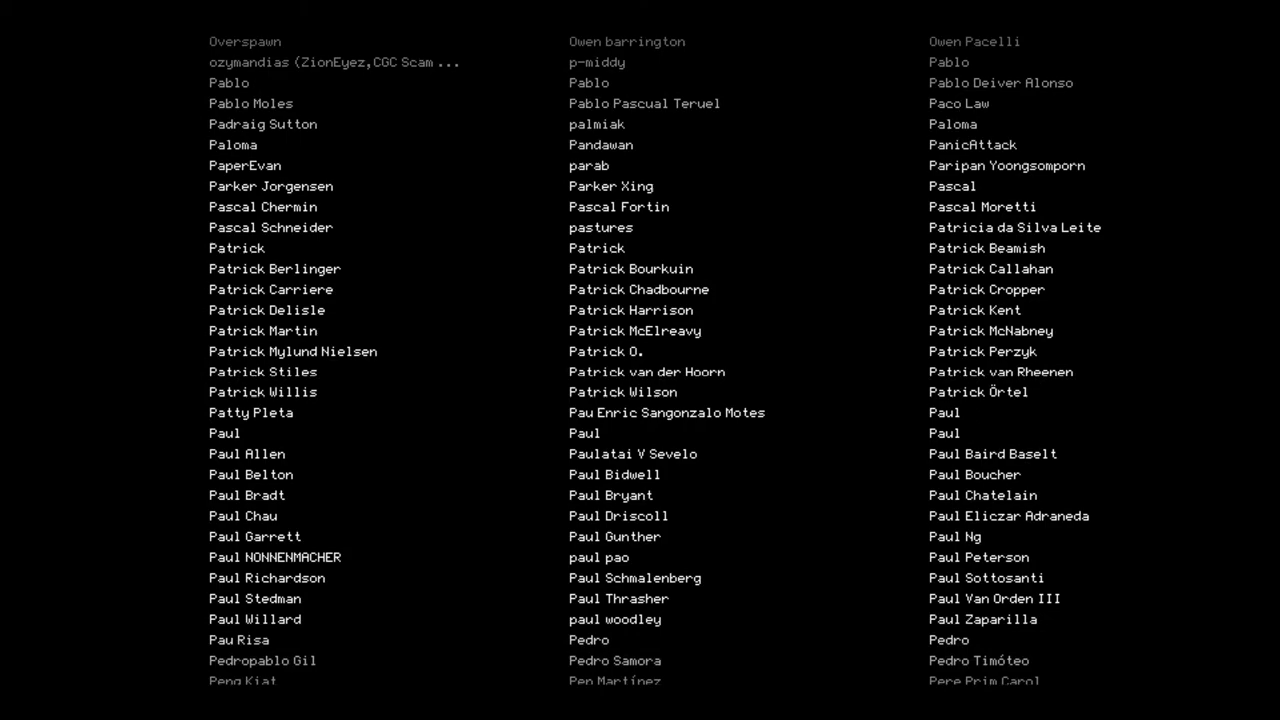 Overspawn Owen barrington Owen Pacelli
ozymandias (ZionEyez,CGC Scam ... p-middy Pablo
Pablo Pablo Pablo Deiver Alonso
Pablo Moles Pablo Pascual Teruel Paco Law
Padraig Sutton palmiak Paloma
Paloma Pandawan PanicAttack
PaperEvan parab Paripan Yoongsomporn
Parker Jorgensen Parker Xing Pascal
Pascal Chermin Pascal Fortin Pascal Moretti
Pascal Schneider pastures Patricia da Silva Leite
Patrick Patrick Patrick Beamish
Patrick Berlinger Patrick Bourkuin Patrick Callahan
Patrick Carriere Patrick Chadbourne Patrick Cropper
Patrick Delisle Patrick Harrison Patrick Kent
Patrick Martin Patrick McElreavy Patrick McNabney
Patrick Mylund Nielsen Patrick O. Patrick Perzyk
Patrick Stiles Patrick van der Hoorn Patrick van Rheenen
Patrick Willis Patrick Wilson Patrick Örtel
Patty Pleta Pau Enric Sangonzalo Motes Paul
Paul Paul Paul
Paul Allen Paulatai V Sevelo Paul Baird Baselt
Paul Belton Paul Bidwell Paul Boucher
Paul Bradt Paul Bryant Paul Chatelain
Paul Chau Paul Driscoll Paul Eliczar Adraneda
Paul Garrett Paul Gunther Paul Ng
Paul NONNENMACHER paul pao Paul Peterson
Paul Richardson Paul Schmalenberg Paul Sottosanti
Paul Stedman Paul Thrasher Paul Van Orden III
Paul Willard paul woodley Paul Zaparilla
Pau Risa Pedro Pedro
Pedropablo Gil Pedro Samora Pedro Timóteo
Peng Kiat Pen Martínez Pere Prim Carol